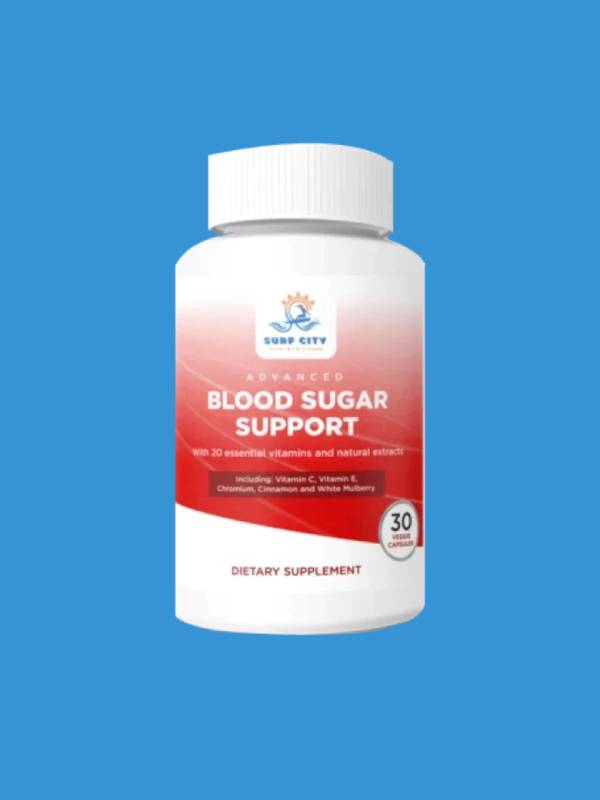 SURF CITY
ADVANCED
BLOOD SUGAR
SUPPORT
With 20 essential vitamins and natural extracts
Including: Vitamin C, Vitamin E,
Chromium, Cinnamon and White Mulberry
30
VEGGIE
CAPSULES
DIETARY SUPPLEMENT